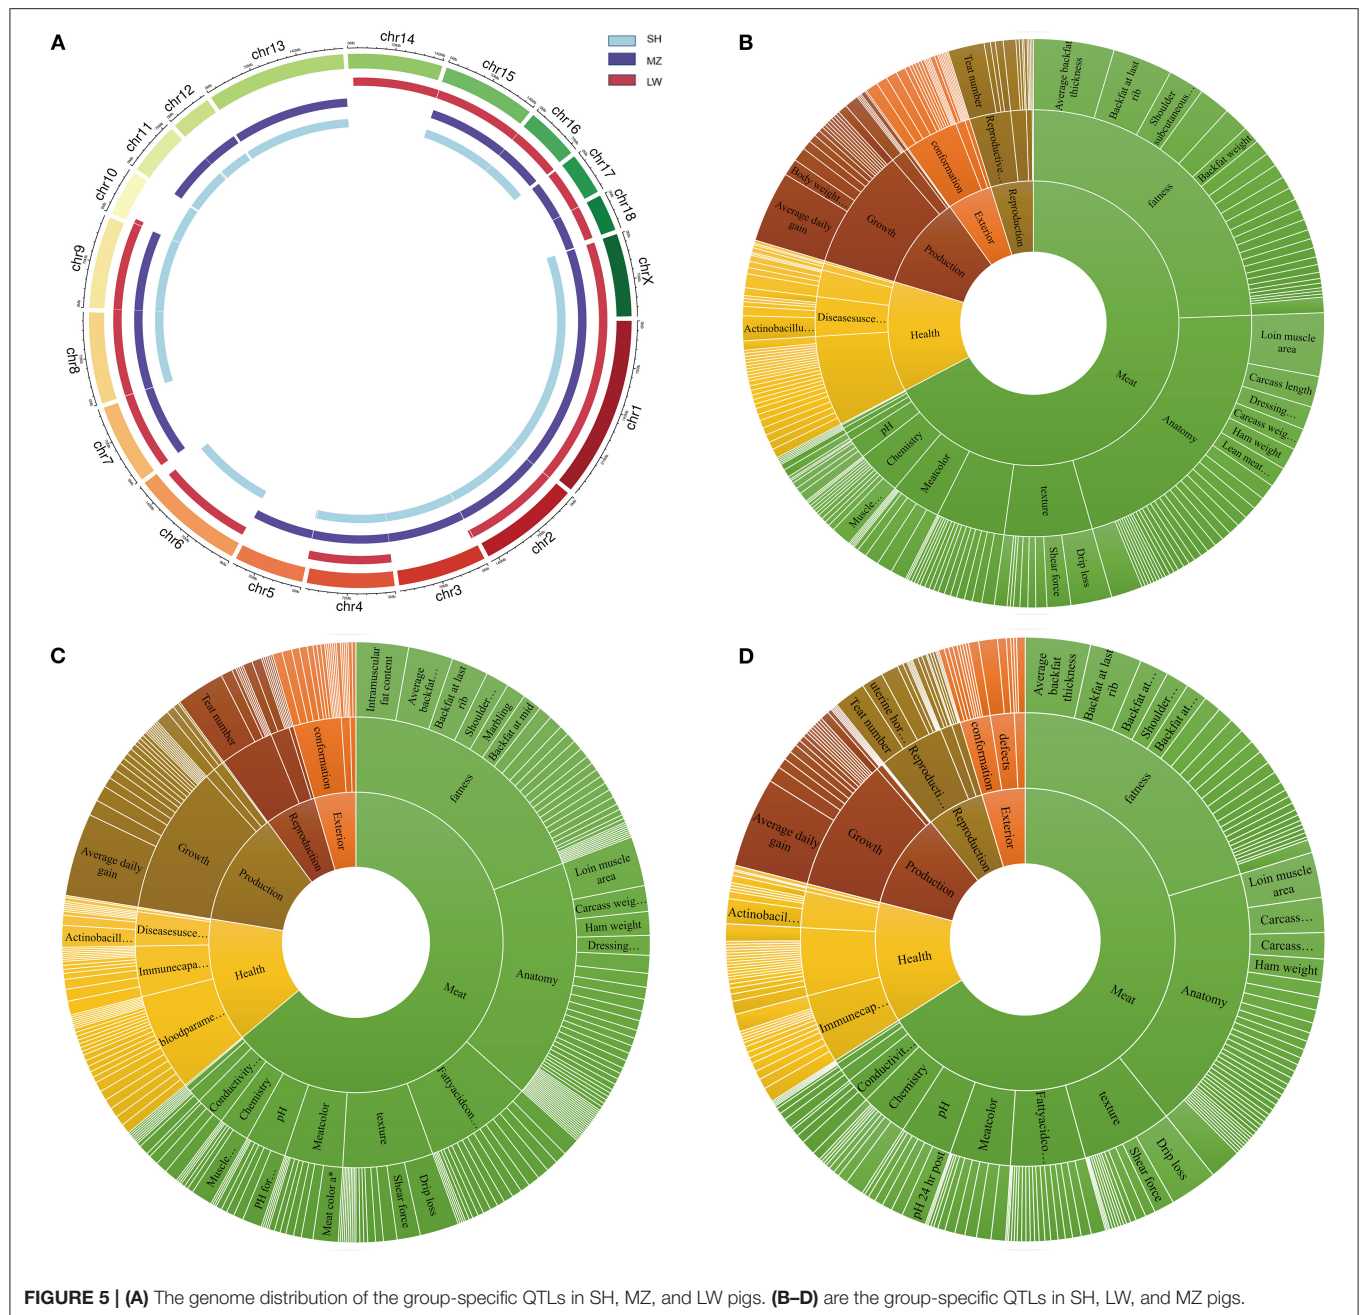 A
SH
MZ
LW
chr1
chr2
chr3
chr4
chr5
chr6
chr7
chr8
chr9
chr10
chr11
chr12
chr13
chr14
chr15
chr16
chr17
chr18
chrX
B
Average backfat
thickness
Backfat at last
rib
Shoulder
subcutaneous…
Backfat weight
fatness
Loin muscle
area
Carcass length
Dressing…
Carcass weig…
Ham weight
Lean meat…
Anatomy
Meat
Drip loss
Shear force
texture
Meatcolor
Muscle…
Chemistry
pH
Health
Diseasesusce…
Actinobacillu…
Production
Growth
Average daily
gain
Body weight…
Exterior
conformation
Reproduction
Reproductive…
Teat number
C
Intramuscular
fat content
Average
backfat…
Backfat at last
rib
Shoulder…
Marbling
Backfat at mid
fatness
Loin muscle
area
Carcass weig…
Ham weight
Dressing…
Anatomy
Meat
Fattyacidcon…
texture
Drip loss
Shear force
Meatcolor
Meat color a*
pH
PH for…
Chemistry
Muscle…
Conductivity…
Health
bloodparame…
Immunecapa…
Diseasesusce…
Actinobacill…
Production
Growth
Average daily
gain
Reproduction
Teat number
Exterior
conformation
D
Average
backfat
thickness
Backfat at last
rib
Backfat at…
Shoulder…
Backfat at…
fatness
Loin muscle
area
Carcass…
Carcass…
Ham weight
Anatomy
Meat
texture
Drip loss
Shear force
Fattyacidco…
Meatcolor
pH
pH 24 hr post
Chemistry
Conductivit…
Health
Immunecap…
Actinobacil…
Production
Growth
Average daily
gain
Reproduction
Reproducti…
Teat number
uterine hor…
Exterior
conformation
defects
FIGURE 5 | (A) The genome distribution of the group-specific QTLs in SH, MZ, and LW pigs. (B–D) are the group-specific QTLs in SH, LW, and MZ pigs.